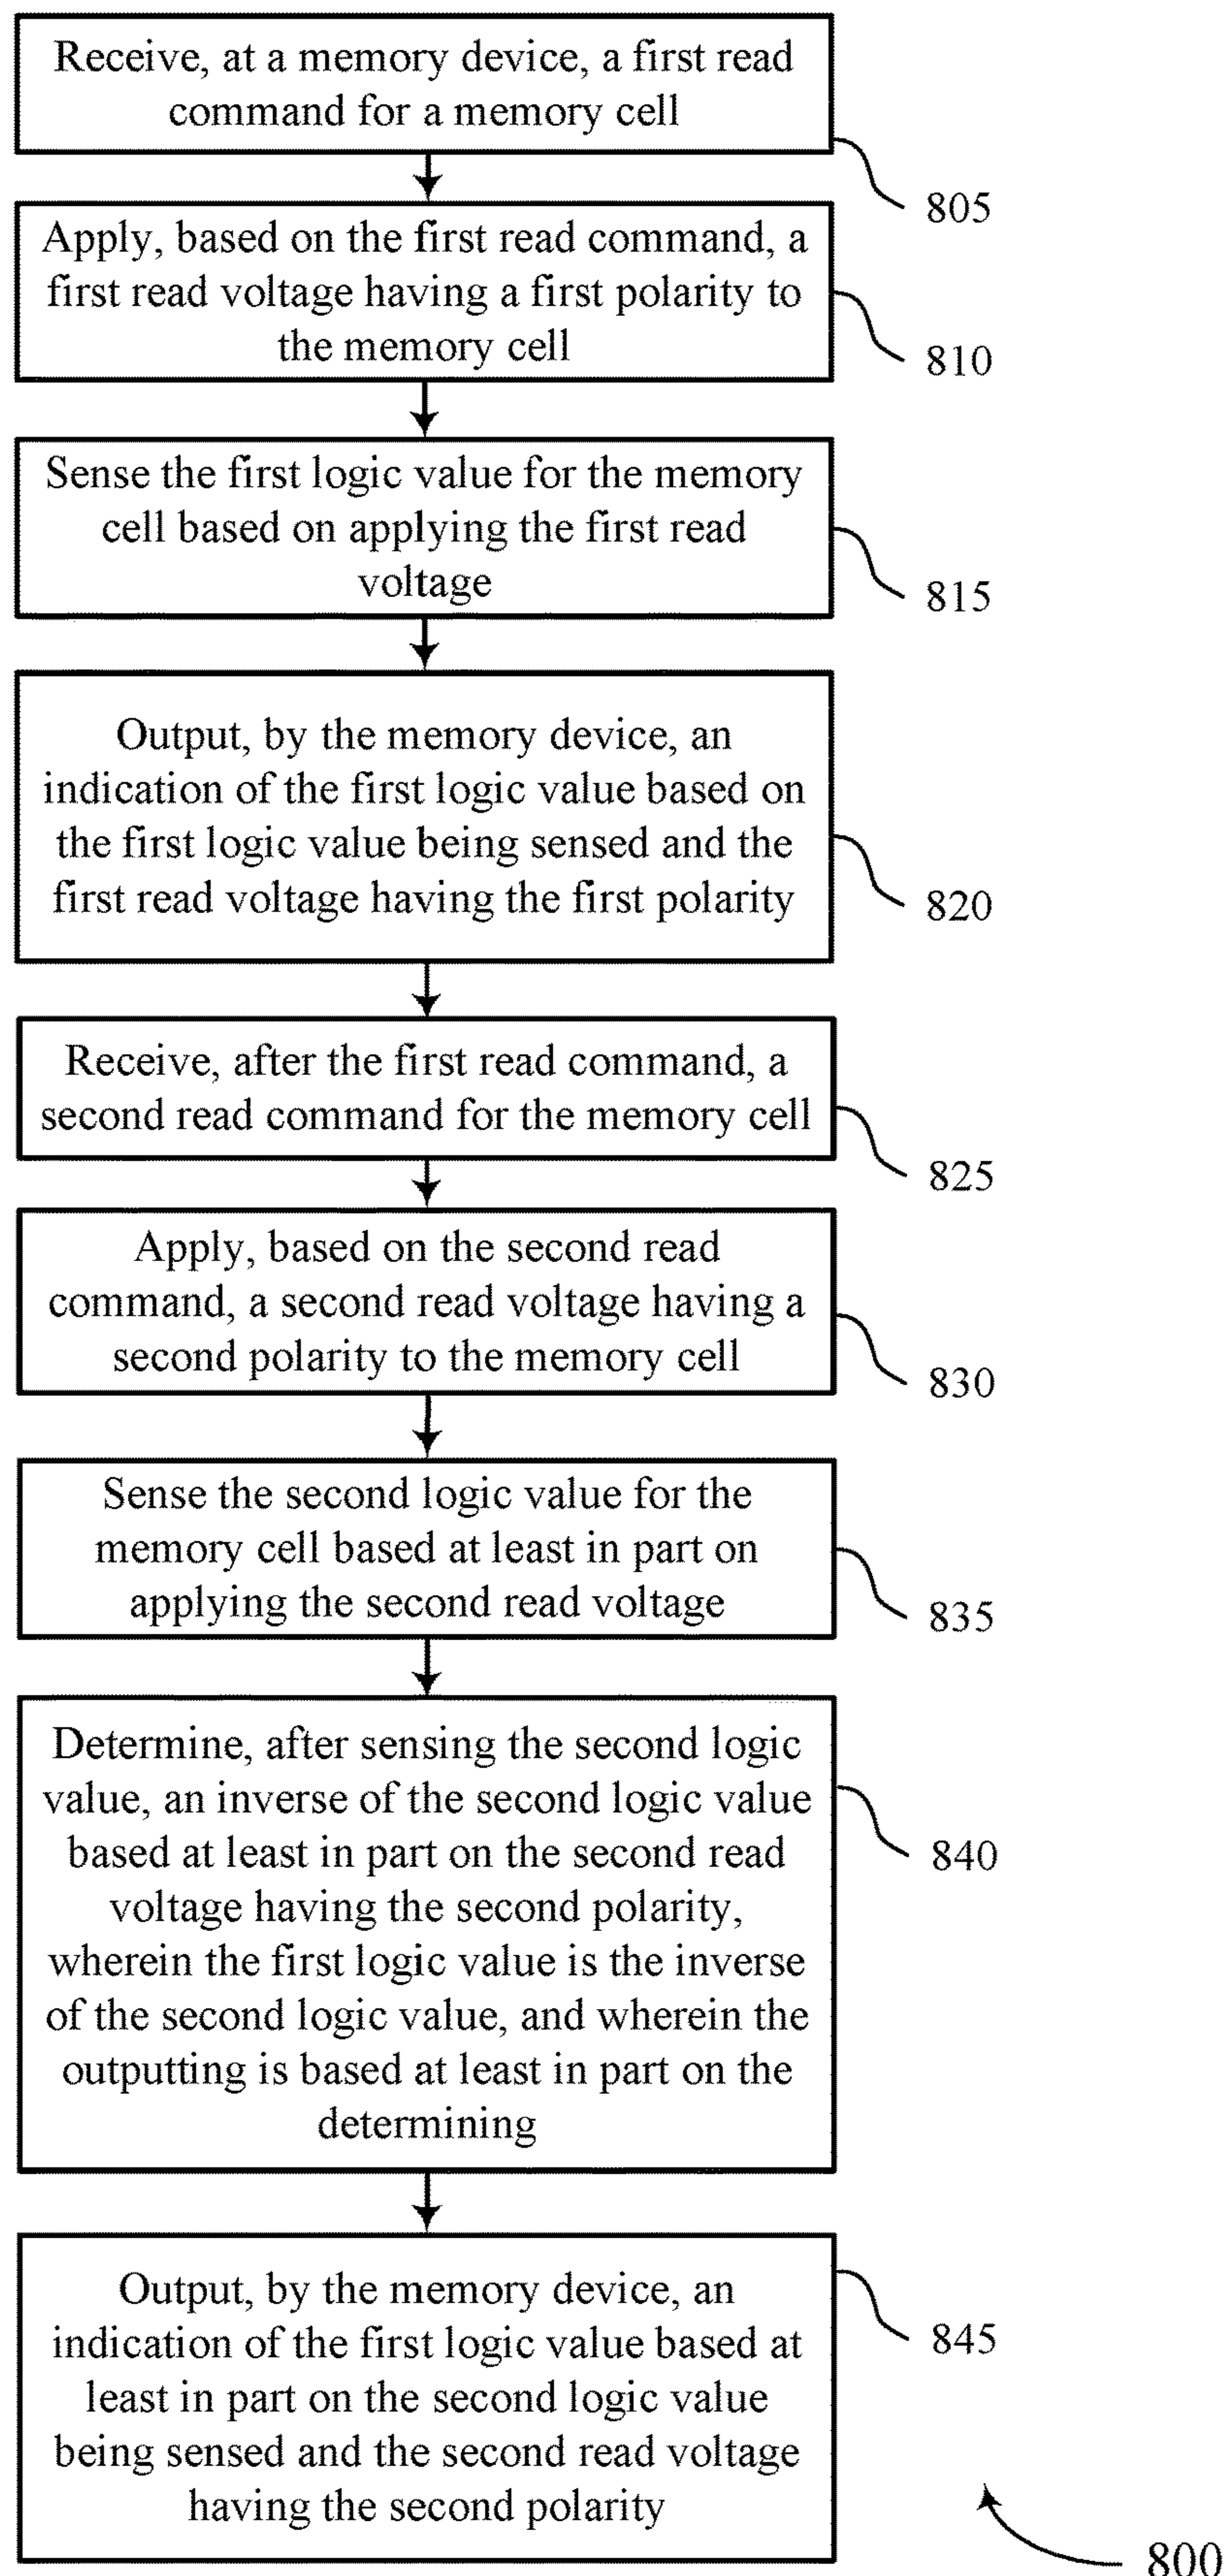 Receive, at a memory device, a first read
command for a memory cell
805
Apply, based on the first read command, a
first read voltage having a first polarity to
the memory cell
810
Sense the first logic value for the memory
cell based on applying the first read
voltage
815
Output, by the memory device, an
indication of the first logic value based on
the first logic value being sensed and the
first read voltage having the first polarity
820
Receive, after the first read command, a
second read command for the memory cell
825
Apply, based on the second read
command, a second read voltage having a
second polarity to the memory cell
830
Sense the second logic value for the
memory cell based at least in part on
applying the second read voltage
835
Determine, after sensing the second logic
value, an inverse of the second logic value
based at least in part on the second read
voltage having the second polarity,
wherein the first logic value is the inverse
of the second logic value, and wherein the
outputting is based at least in part on the
determining
840
Output, by the memory device, an
indication of the first logic value based at
least in part on the second logic value
being sensed and the second read voltage
having the second polarity
845
800